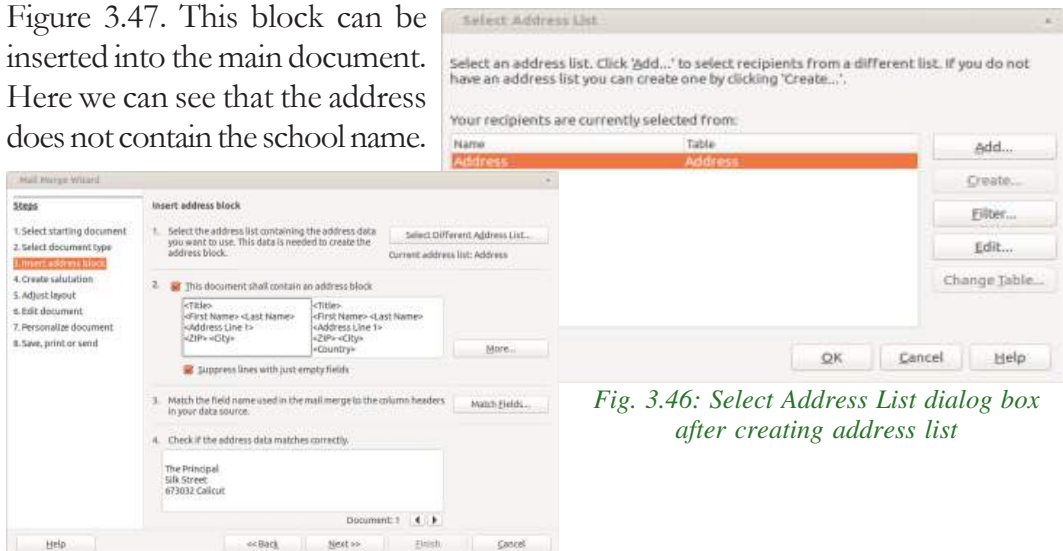 Figure 3.47. This block can be
inserted into the main document.
Here we can see that the address
does not contain the school name.
Select Address List
Select an address list. Click 'Add...' to select recipients from a different list. If you do not
have an address list you can create one by clicking 'Create...'.
Your recipients are currently selected from:
Name Table
Address Address
Add...
Create...
Filter...
Edit...
Change Table...
OK Cancel Help
Fig. 3.46: Select Address List dialog box
after creating address list
Mail Merge Wizard
Steps
1. Select starting document
2. Select document type
3. Insert address block
4. Create salutation
5. Adjust layout
6. Edit document
7. Personalize document
8. Save, print or send
Insert address block
1. Select the address list containing the address data
you want to use. This data is needed to create the
address block.
Select Different Address List...
Current address list: Address
2. This document shall contain an address block
<Title>
<First Name> <Last Name>
<Address Line 1>
<ZIP> <City>
<Title>
<First Name> <Last Name>
<Address Line 1>
<ZIP> <City>
<Country>
More...
Suppress lines with just empty fields
3. Match the field name used in the mail merge to the column headers
in your data source.
Match Fields...
4. Check if the address data matches correctly.
The Principal
Silk Street
673032 Calicut
Document: 1
Help << Back Next >> Finish Cancel